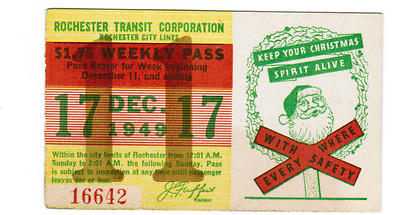 ROCHESTER TRANSIT CORPORATION
ROCHESTER CITY LINES
$1.75 WEEKLY PASS
Pass Bearer for Week beginning
December 11, and ending
17 DEC. 17
1949
11
Within the city limits of Rochester from 12:01 A.M.
Sunday to 3:01 A.M. the following Sunday. Pass
is subject to inspection at any time until passenger
leaves car or bus.
16642
President
KEEP YOUR CHRISTMAS
SPIRIT ALIVE
WITH EVERY
SAFETY WHERE